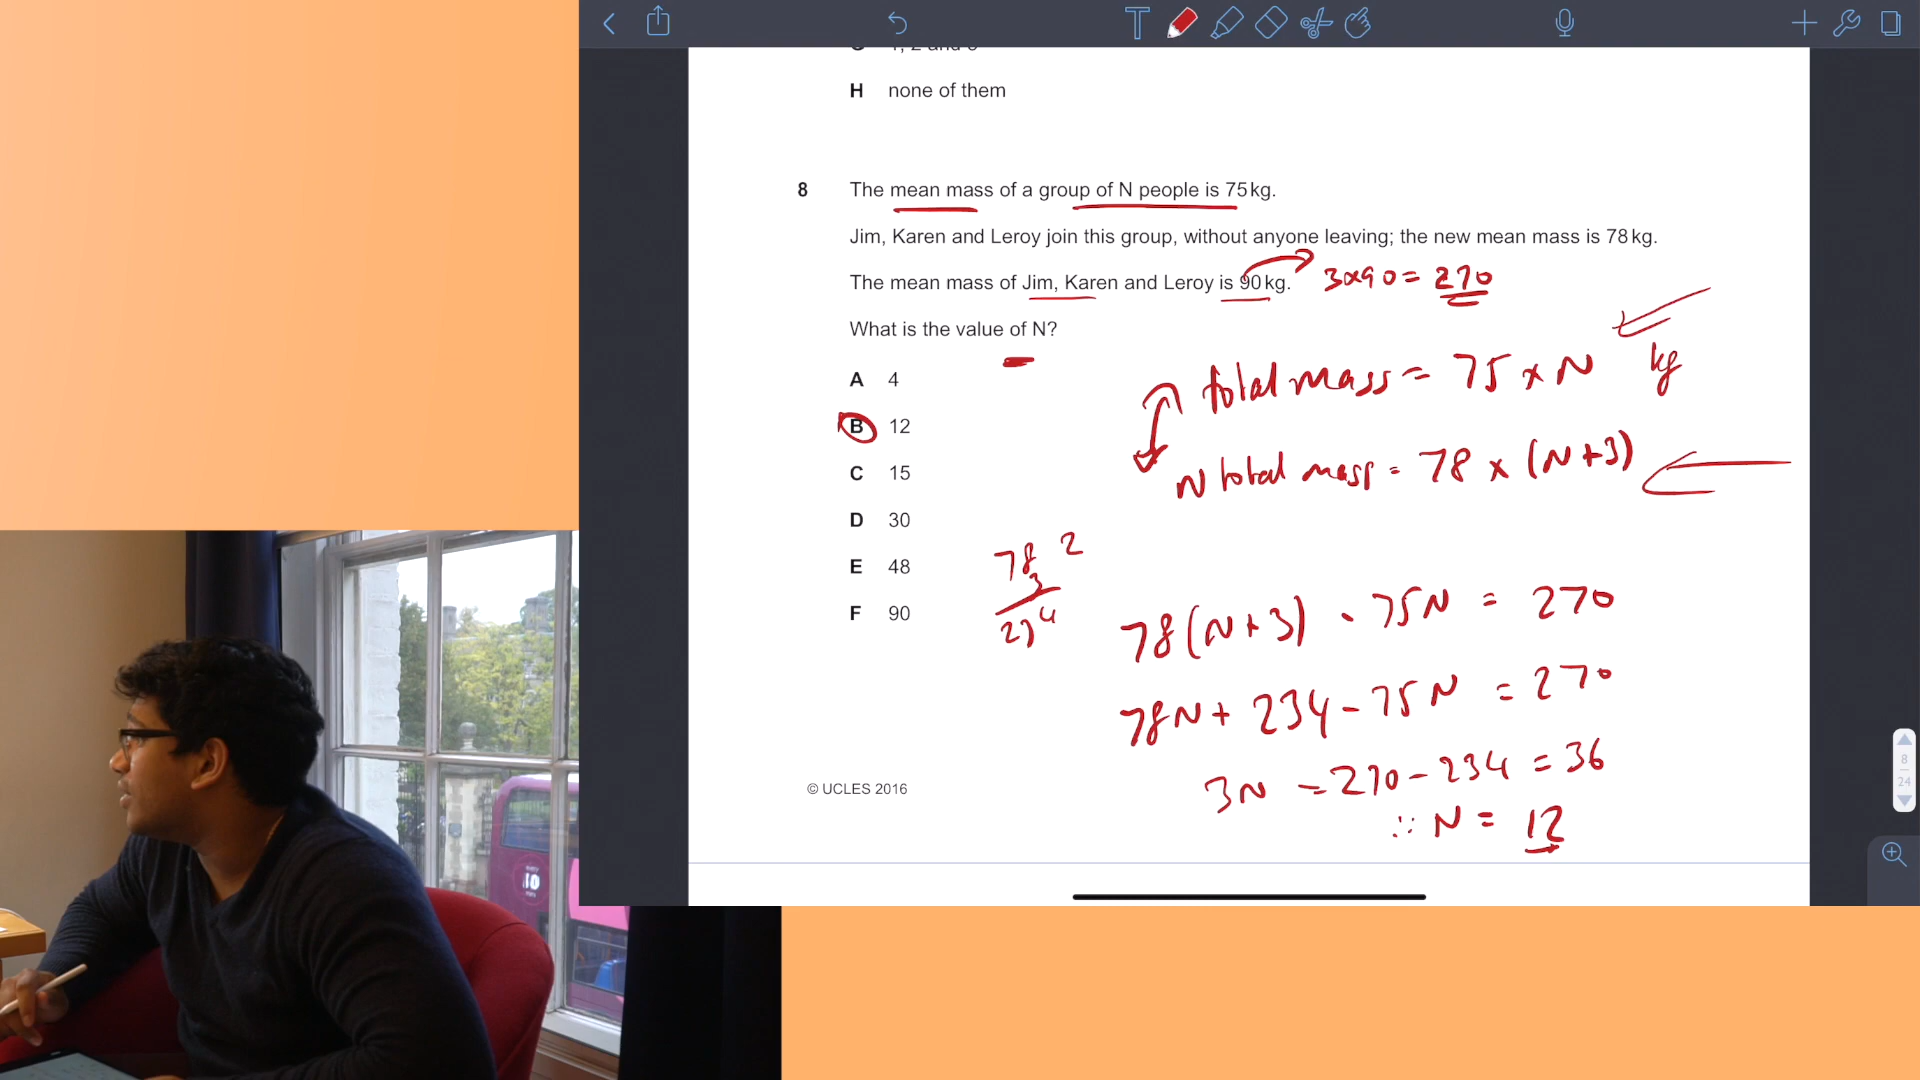 H none of them
8 The mean mass of a group of N people is 75 kg.
Jim, Karen and Leroy join this group, without anyone leaving; the new mean mass is 78 kg.
The mean mass of Jim, Karen and Leroy is 90 kg. 3x90 = 270
What is the value of N?
total mass = 75 x N kg
A 4
B 12
N total mass = 78 x (N+3)
C 15
D 30
E 48
F 90
78 2
3
234
78(N+3) - 75N = 270
78N + 234 - 75N = 270
3N = 270 - 234 = 36
∴ N = 12
© UCLES 2016
8
24